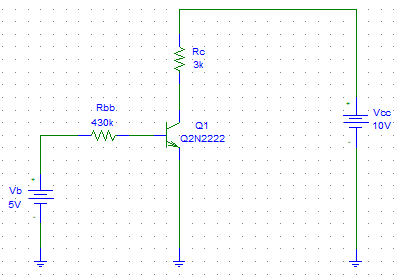 Rc
3k
Rbb.
430k
Q1
Q2N2222
Vcc
10V
Vb
5V